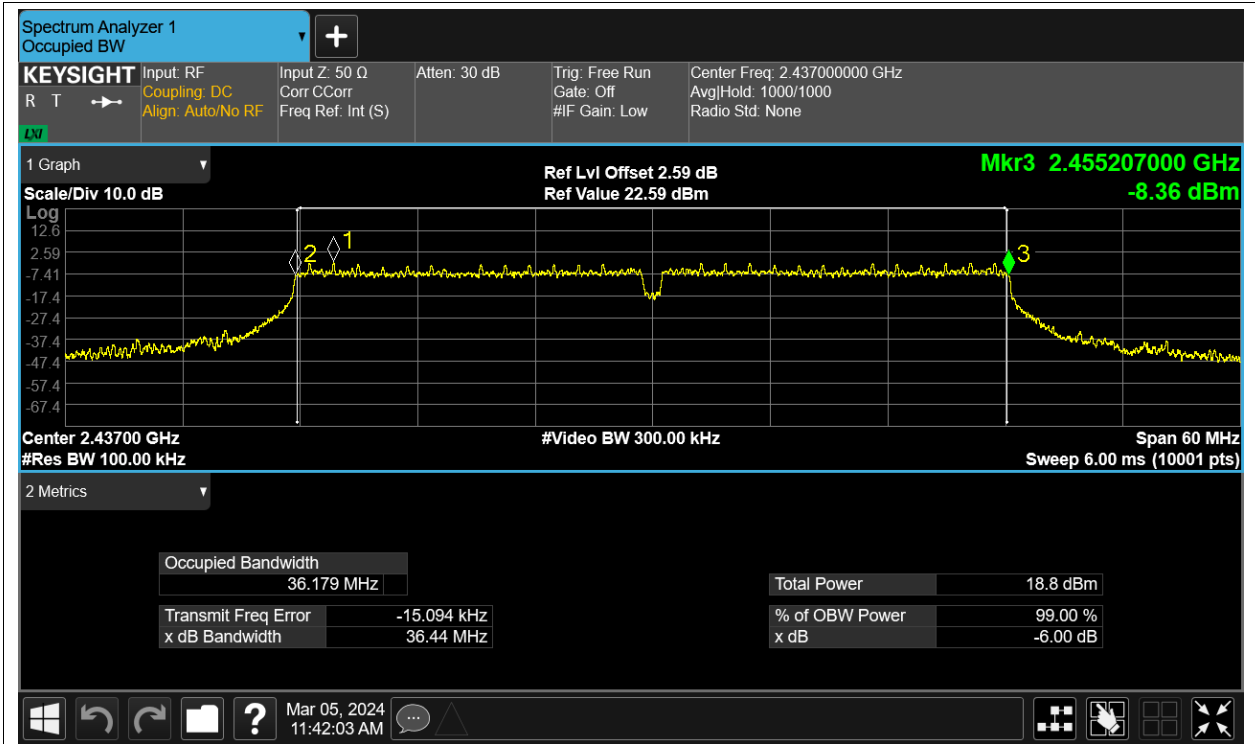 Spectrum Analyzer 1
Occupied BW
+
KEYSIGHT
R T
LXI
Input: RF
Coupling: DC
Align: Auto/No RF
Input Z: 50 Ω
Corr CCorr
Freq Ref: Int (S)
Atten: 30 dB
Trig: Free Run
Gate: Off
#IF Gain: Low
Center Freq: 2.437000000 GHz
Avg|Hold: 1000/1000
Radio Std: None
1 Graph
Scale/Div 10.0 dB
Ref Lvl Offset 2.59 dB
Ref Value 22.59 dBm
Mkr3 2.455207000 GHz
-8.36 dBm
Log
12.6
2.59
-7.41
-17.4
-27.4
-37.4
-47.4
-57.4
-67.4
2
1
3
Center 2.43700 GHz
#Res BW 100.00 kHz
#Video BW 300.00 kHz
Span 60 MHz
Sweep 6.00 ms (10001 pts)
2 Metrics
Occupied Bandwidth
36.179 MHz
Transmit Freq Error -15.094 kHz
x dB Bandwidth 36.44 MHz
Total Power 18.8 dBm
% of OBW Power 99.00 %
x dB -6.00 dB
?
Mar 05, 2024
11:42:03 AM